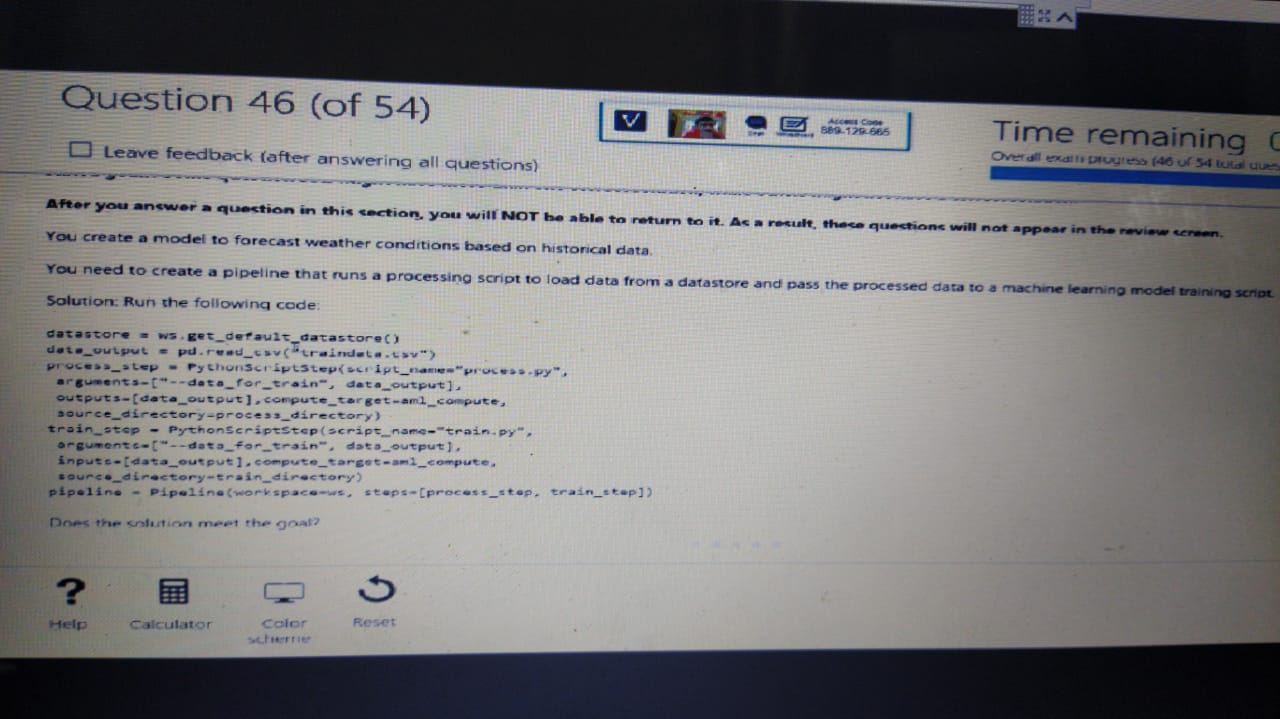 Question 46 (of 54)
Access Code
889-129-665
Time remaining
Leave feedback (after answering all questions)
Overall exam progress (46 of 54 total ques
After you answer a question in this section, you will NOT be able to return to it. As a result, these questions will not appear in the review screen.
You create a model to forecast weather conditions based on historical data.
You need to create a pipeline that runs a processing script to load data from a datastore and pass the processed data to a machine learning model training script.
Solution: Run the following code:
datastore = ws.get_default_datastore()
data_output = pd.read_csv("traindata.csv")
process_step = PythonScriptStep(script_name="process.py",
arguments=["--data_for_train", data_output],
outputs=[data_output],compute_target=aml_compute,
source_directory=process_directory)
train_step = PythonScriptStep(script_name="train.py",
arguments=["--data_for_train", data_output],
inputs=[data_output],compute_target=aml_compute,
source_directory=train_directory)
pipeline = Pipeline(workspace=ws, steps=[process_step, train_step])
Does the solution meet the goal?
Help
Calculator
Color
scheme
Reset